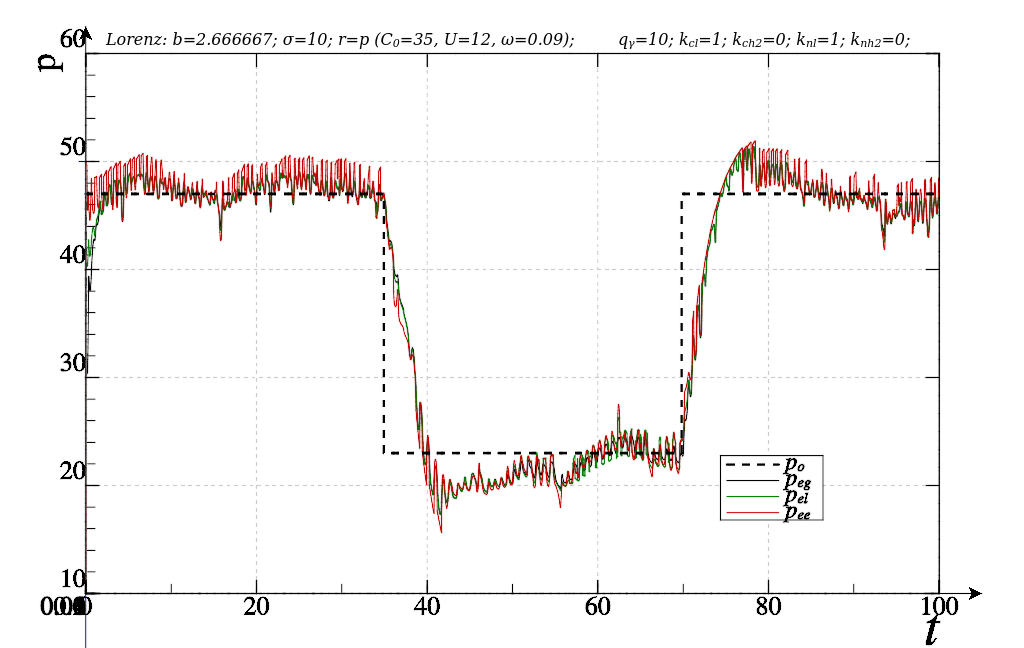 Lorenz: b=2.666667; σ=10; r=p (C₀=35, U=12, ω=0.09); qᵧ=10; k_cl=1; k_ch2=0; k_nl=1; k_nh2=0;
p
60
50
40
30
20
10
0 20 40 60 80 100
t
p_o
p_eg
p_el
p_ee